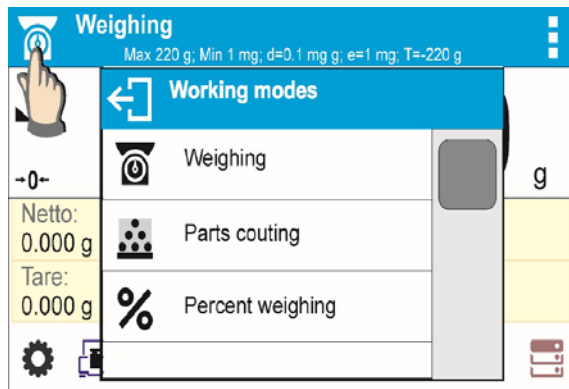 Weighing
Max 220 g; Min 1 mg; d=0.1 mg g; e=1 mg; T=-220 g
Working modes
Weighing
→0←
g
Parts couting
Netto:
0.000 g
Tare:
0.000 g
% Percent weighing